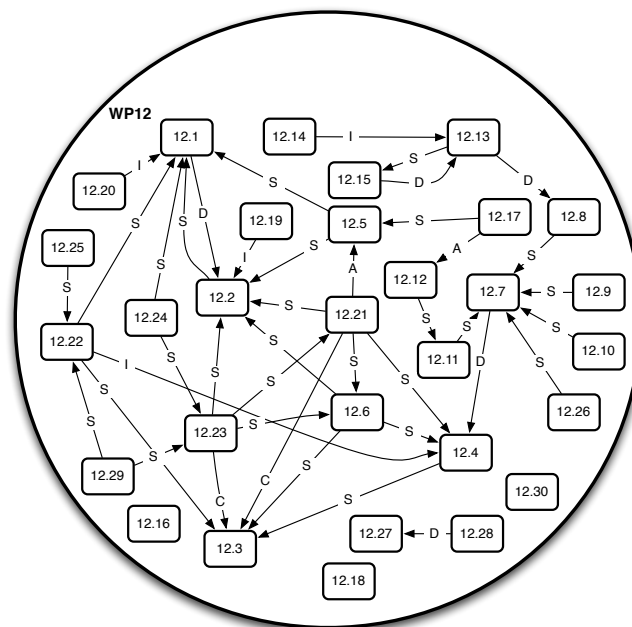 WP12
12.1
12.14
I
12.13
S
I
12.20
12.15
D
D
12.19
S
12.5
S
12.17
12.8
S
S
D
12.25
I
S
A
S
12.12
S
12.2
A
12.7
S
12.9
S
S
12.24
S
12.21
S
12.22
12.11
S
S
12.10
S
I
S
S
D
S
S
S
S
S
12.6
12.26
12.23
S
S
12.4
S
S
12.29
S
C
C
S
12.30
12.16
S
12.3
12.27
D
12.28
12.18